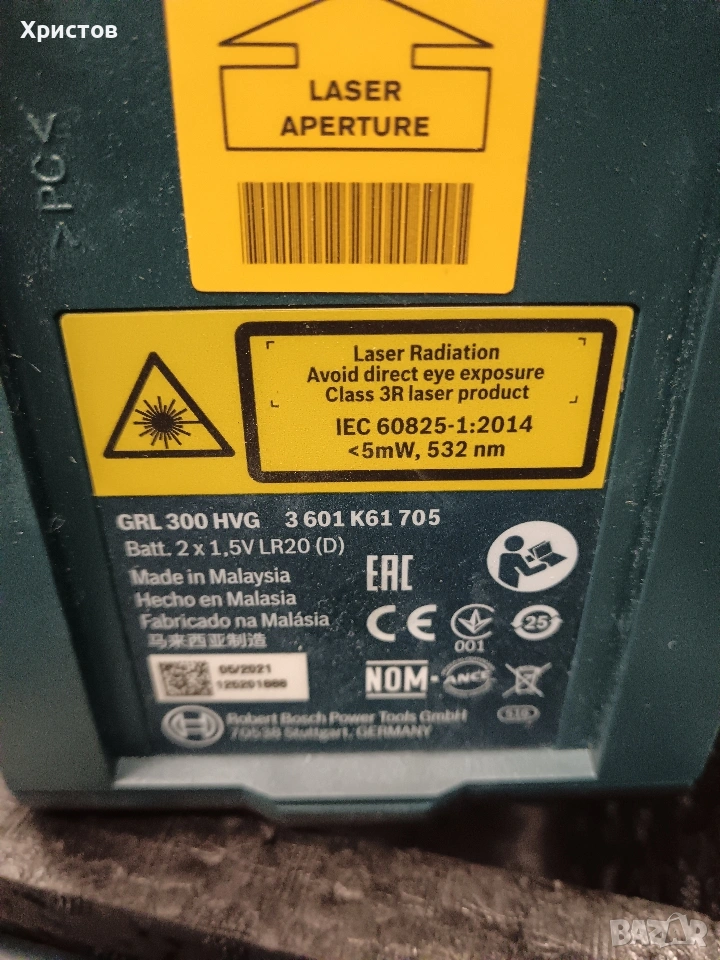 Христов
LASER
APERTURE
>PC<
Laser Radiation
Avoid direct eye exposure
Class 3R laser product
IEC 60825-1:2014
<5mW, 532 nm
GRL 300 HVG 3 601 K61 705
Batt. 2 x 1,5V LR20 (D)
Made in Malaysia
Hecho en Malasia
Fabricado na Malásia
马来西亚制造
EAC
CE
001
25
05/2021
NOM
ANCE
Robert Bosch Power Tools GmbH
70538 Stuttgart, GERMANY
BAZAR